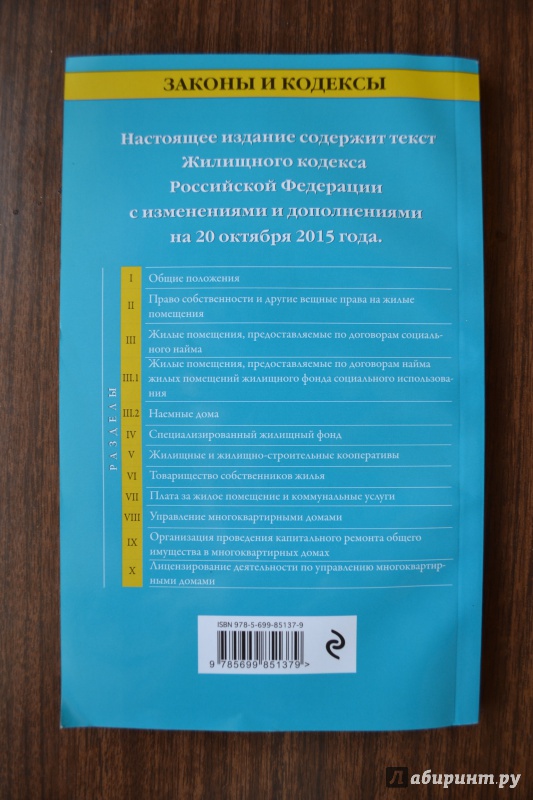 ЗАКОНЫ И КОДЕКСЫ
Настоящее издание содержит текст
Жилищного кодекса
Российской Федерации
с изменениями и дополнениями
на 20 октября 2015 года.
РАЗДЕЛЫ
I Общие положения
II Право собственности и другие вещные права на жилые
помещения
III Жилые помещения, предоставляемые по договорам социаль-
ного найма
III.1 Жилые помещения, предоставляемые по договорам найма
жилых помещений жилищного фонда социального использова-
ния
III.2 Наемные дома
IV Специализированный жилищный фонд
V Жилищные и жилищно-строительные кооперативы
VI Товарищество собственников жилья
VII Плата за жилое помещение и коммунальные услуги
VIII Управление многоквартирными домами
IX Организация проведения капитального ремонта общего
имущества в многоквартирных домах
X Лицензирование деятельности по управлению многоквартир-
ными домами
ISBN 978-5-699-85137-9
9 785699 851379 >
Лабиринт.ру